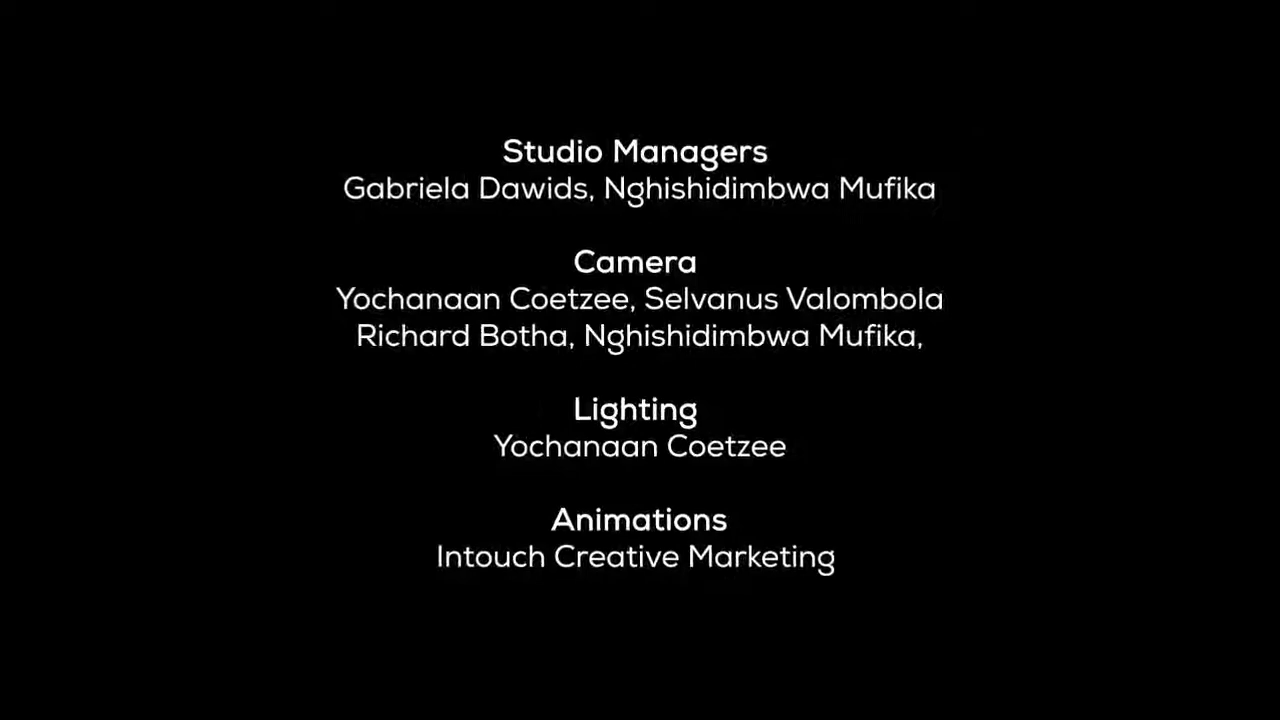 Studio Managers
Gabriela Dawids, Nghishidimbwa Mufika
Camera
Yochanaan Coetzee, Selvanus Valombola
Richard Botha, Nghishidimbwa Mufika,
Lighting
Yochanaan Coetzee
Animations
Intouch Creative Marketing